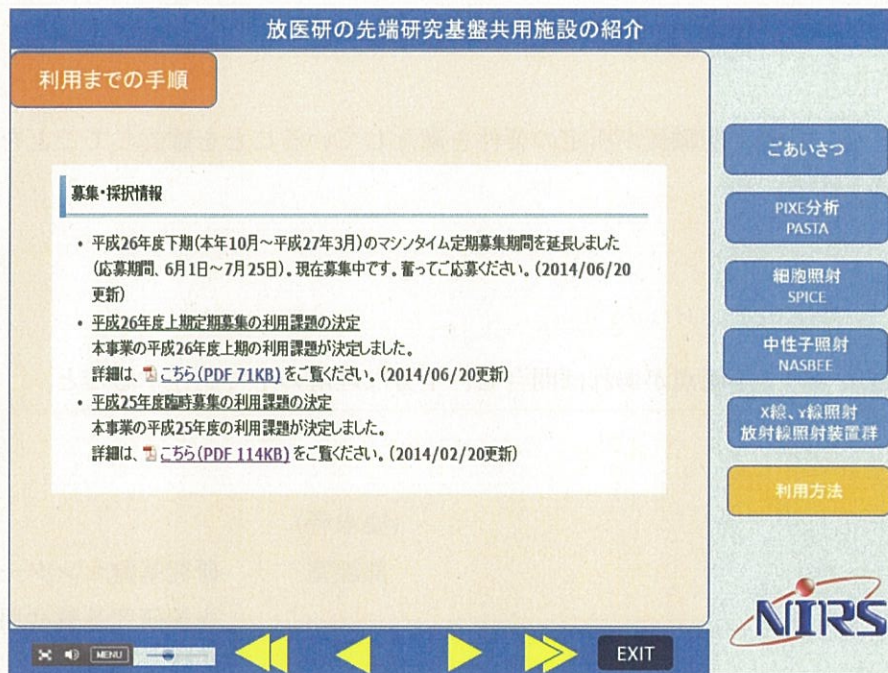 放医研の先端研究基盤共用施設の紹介
利用までの手順
募集・採択情報
・ 平成26年度下期(本年10月～平成27年3月)のマシンタイム定期募集期間を延長しました
(応募期間、6月1日～7月25日)。現在募集中です。奮ってご応募ください。(2014/06/20
更新)
・ 平成26年度上期定期募集の利用課題の決定
本事業の平成26年度上期の利用課題が決定しました。
詳細は、こちら(PDF 71KB)をご覧ください。(2014/06/20更新)
・ 平成25年度臨時募集の利用課題の決定
本事業の平成25年度の利用課題が決定しました。
詳細は、こちら(PDF 114KB)をご覧ください。(2014/02/20更新)
ごあいさつ
PIXE分析
PASTA
細胞照射
SPICE
中性子照射
NASBEE
X線、γ線照射
放射線照射装置群
利用方法
NIRS
MENU
EXIT